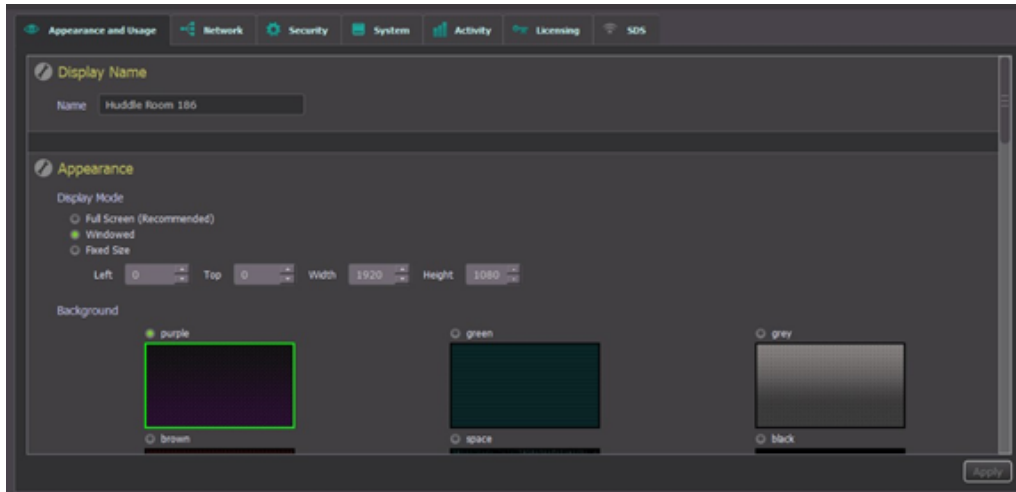 Appearance and Usage Network Security System Activity Licensing SDS
Display Name
Name Huddle Room 186
Appearance
Display Mode
Full Screen (Recommended)
Windowed
Fixed Size
Left 0 Top 0 Width 1920 Height 1080
Background
purple green grey
brown space black
Apply